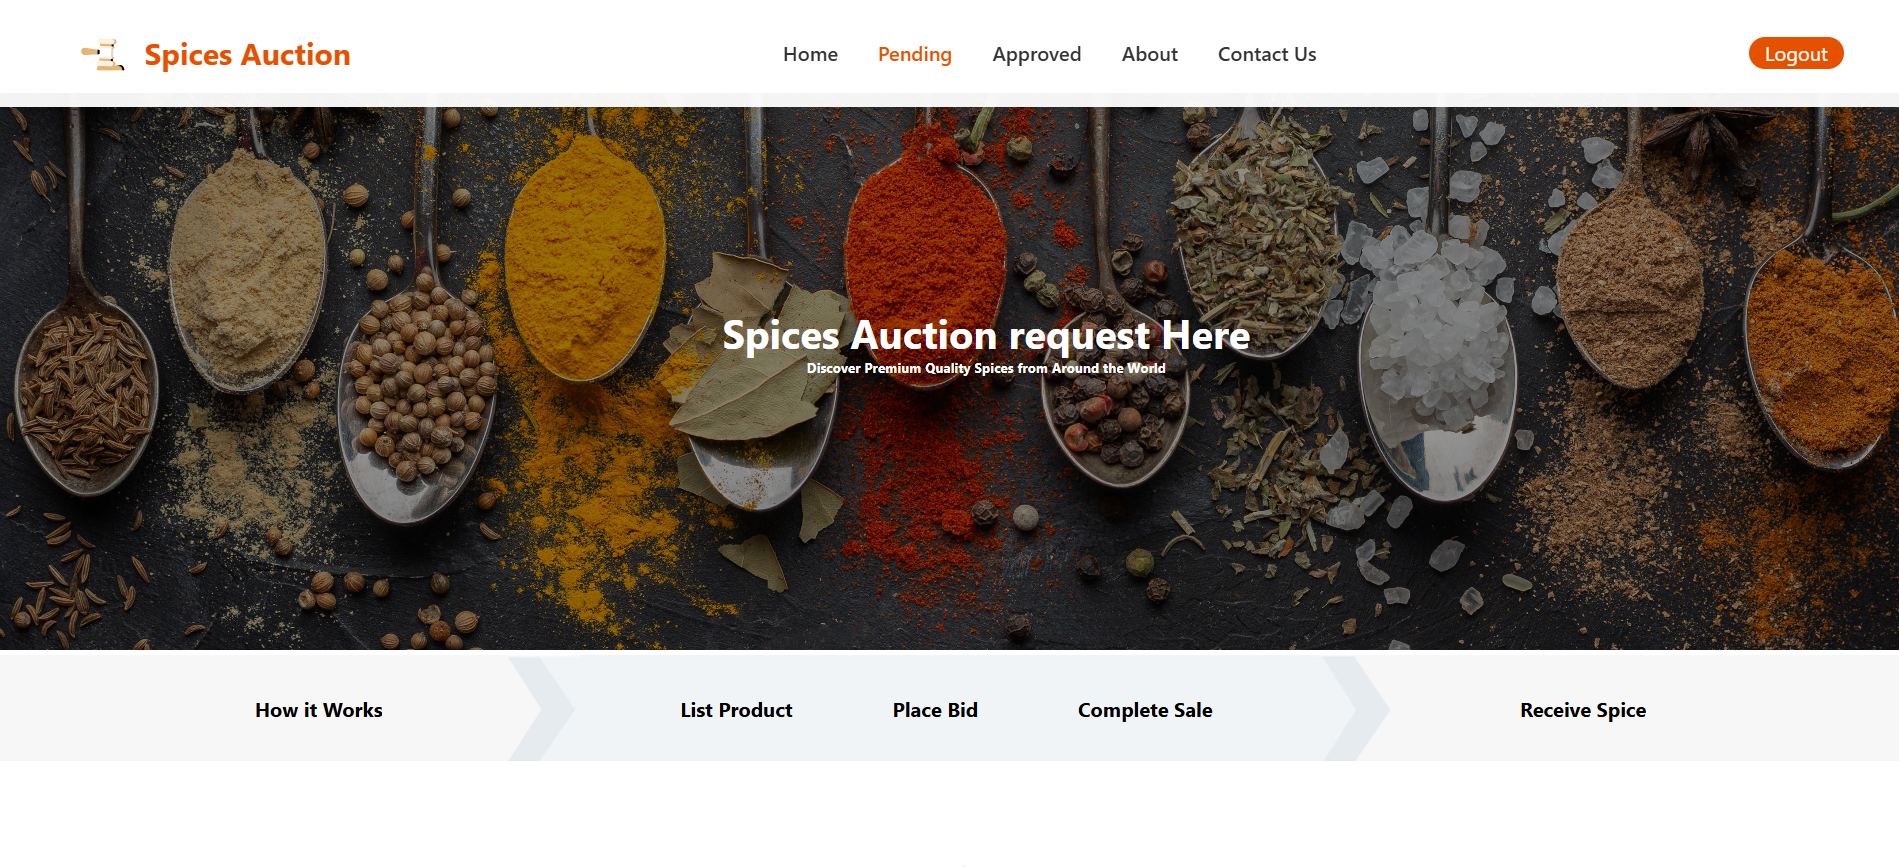 Spices Auction
Home Pending Approved About Contact Us
Logout
Spices Auction request Here
Discover Premium Quality Spices from Around the World
How it Works List Product Place Bid Complete Sale Receive Spice